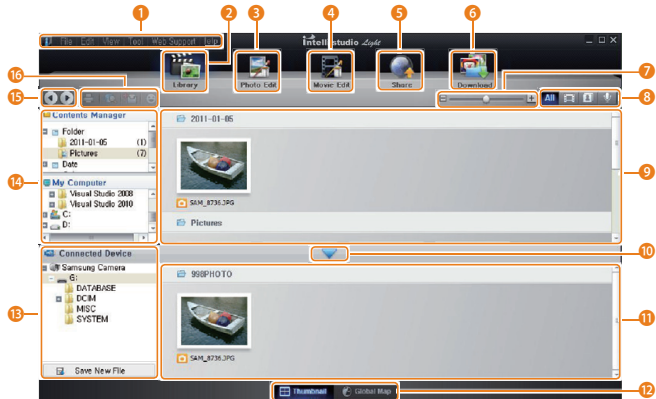 1
2
3
4
5
6
File Edit View Tool Web Support Help
Intelli-studio Light
16
Library
Photo Edit
Movie Edit
Share
Download
7
15
All
8
Contents Manager
Folder
2011-01-05 (1)
Pictures (7)
Date
2011-01-05
SAM_8736.JPG
Pictures
9
14
My Computer
Visual Studio 2008
Visual Studio 2010
C:
D:
10
Connected Device
Samsung Camera
G:
DATABASE
DCIM
MISC
SYSTEM
998PHOTO
SAM_8736.JPG
13
11
Save New File
Thumbnail
Global Map
12